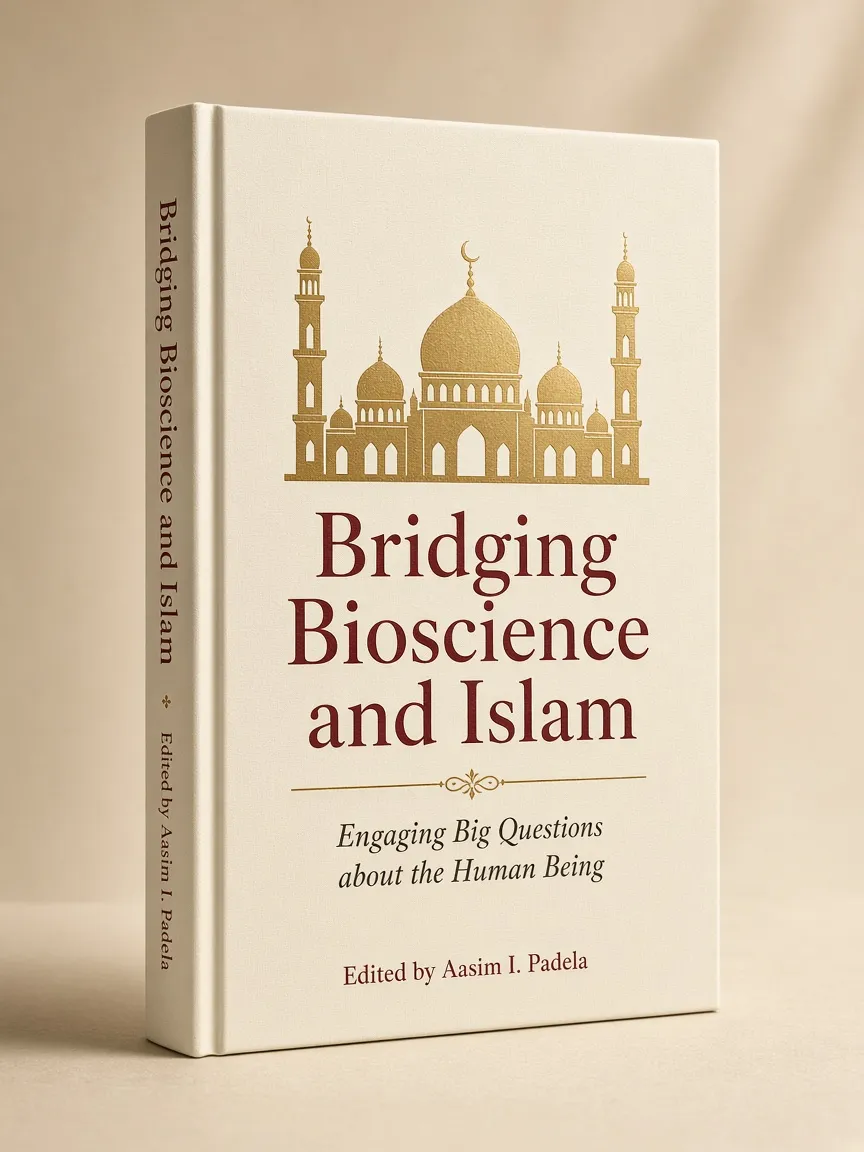 Bridging Bioscience and Islam
Edited by Aasim I. Padela
Bridging
Bioscience
and Islam
Engaging Big Questions
about the Human Being
Edited by Aasim I. Padela